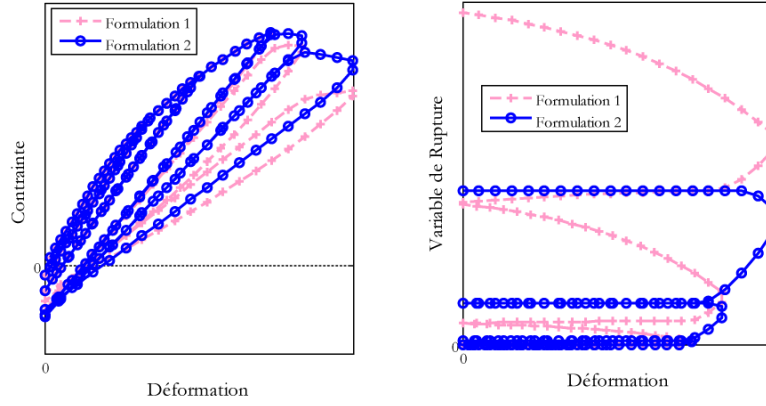 Formulation 1
Formulation 2
Contrainte
0
0
Déformation
Formulation 1
Formulation 2
Variable de Rupture
0
0
Déformation